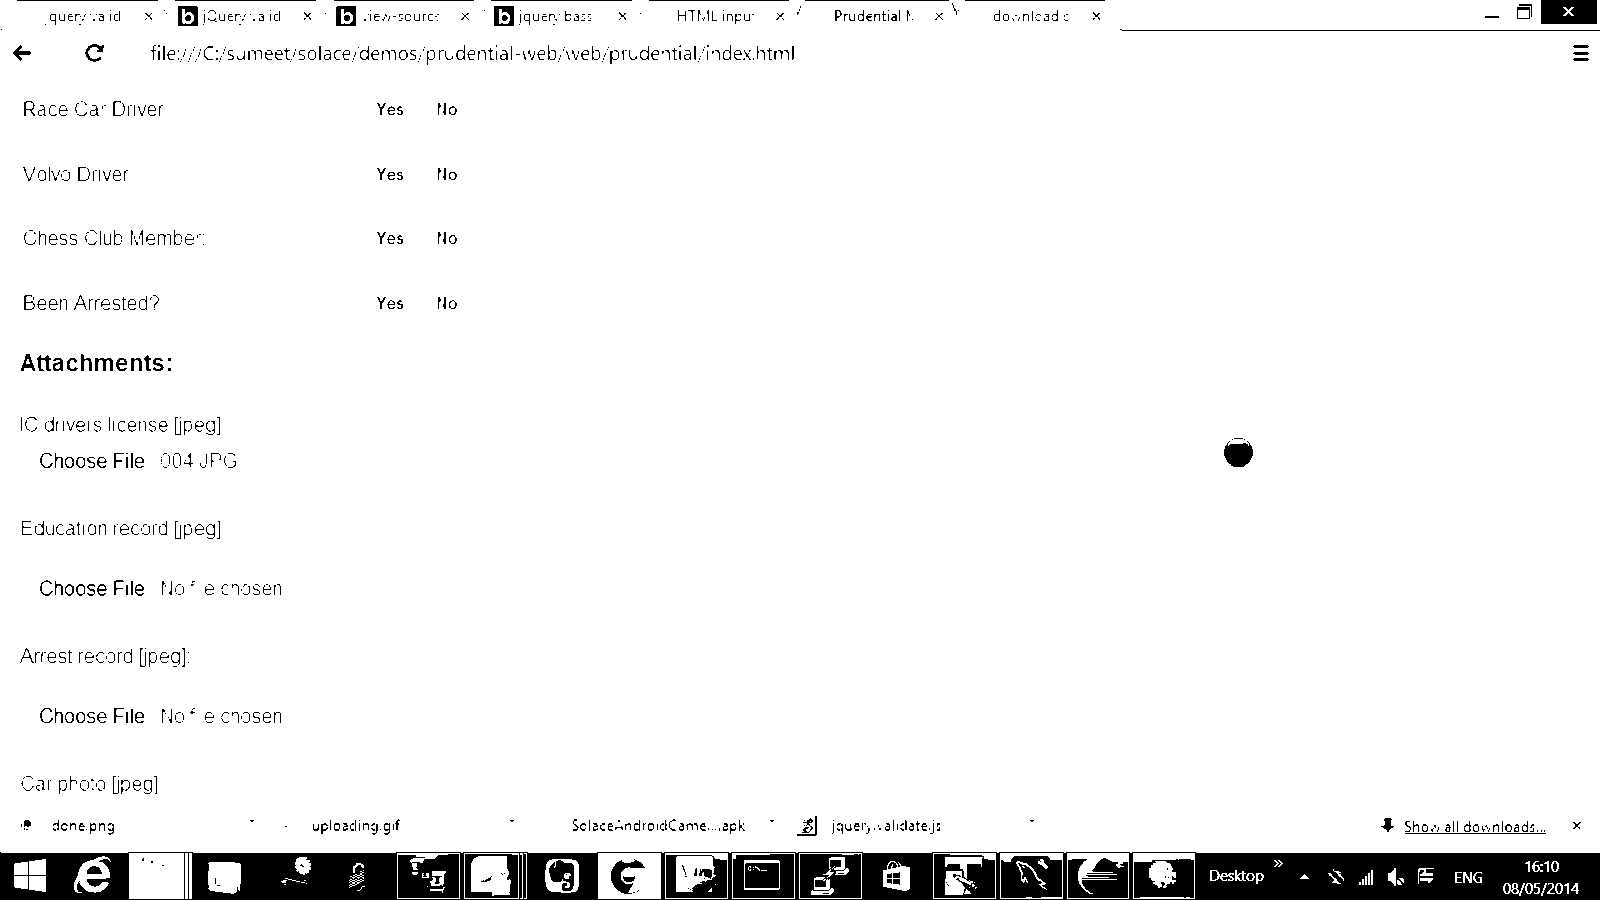 jquery.valid × jQuery.valid × view-source × jquery bass × HTML input × Prudential × download ×
file:///C:/sumeet/solace/demos/prudential-web/web/prudential/index.html
Race Car Driver Yes No
Volvo Driver Yes No
Chess Club Member: Yes No
Been Arrested? Yes No
Attachments:
IC drivers license [jpeg]
Choose File 004.JPG
Education record [jpeg]
Choose File No file chosen
Arrest record [jpeg]:
Choose File No file chosen
Car photo [jpeg]
done.png uploading.gif SolaceAndroidCame....apk jquery.validate.js Show all downloads... ×
Desktop » ENG 16:10
08/05/2014